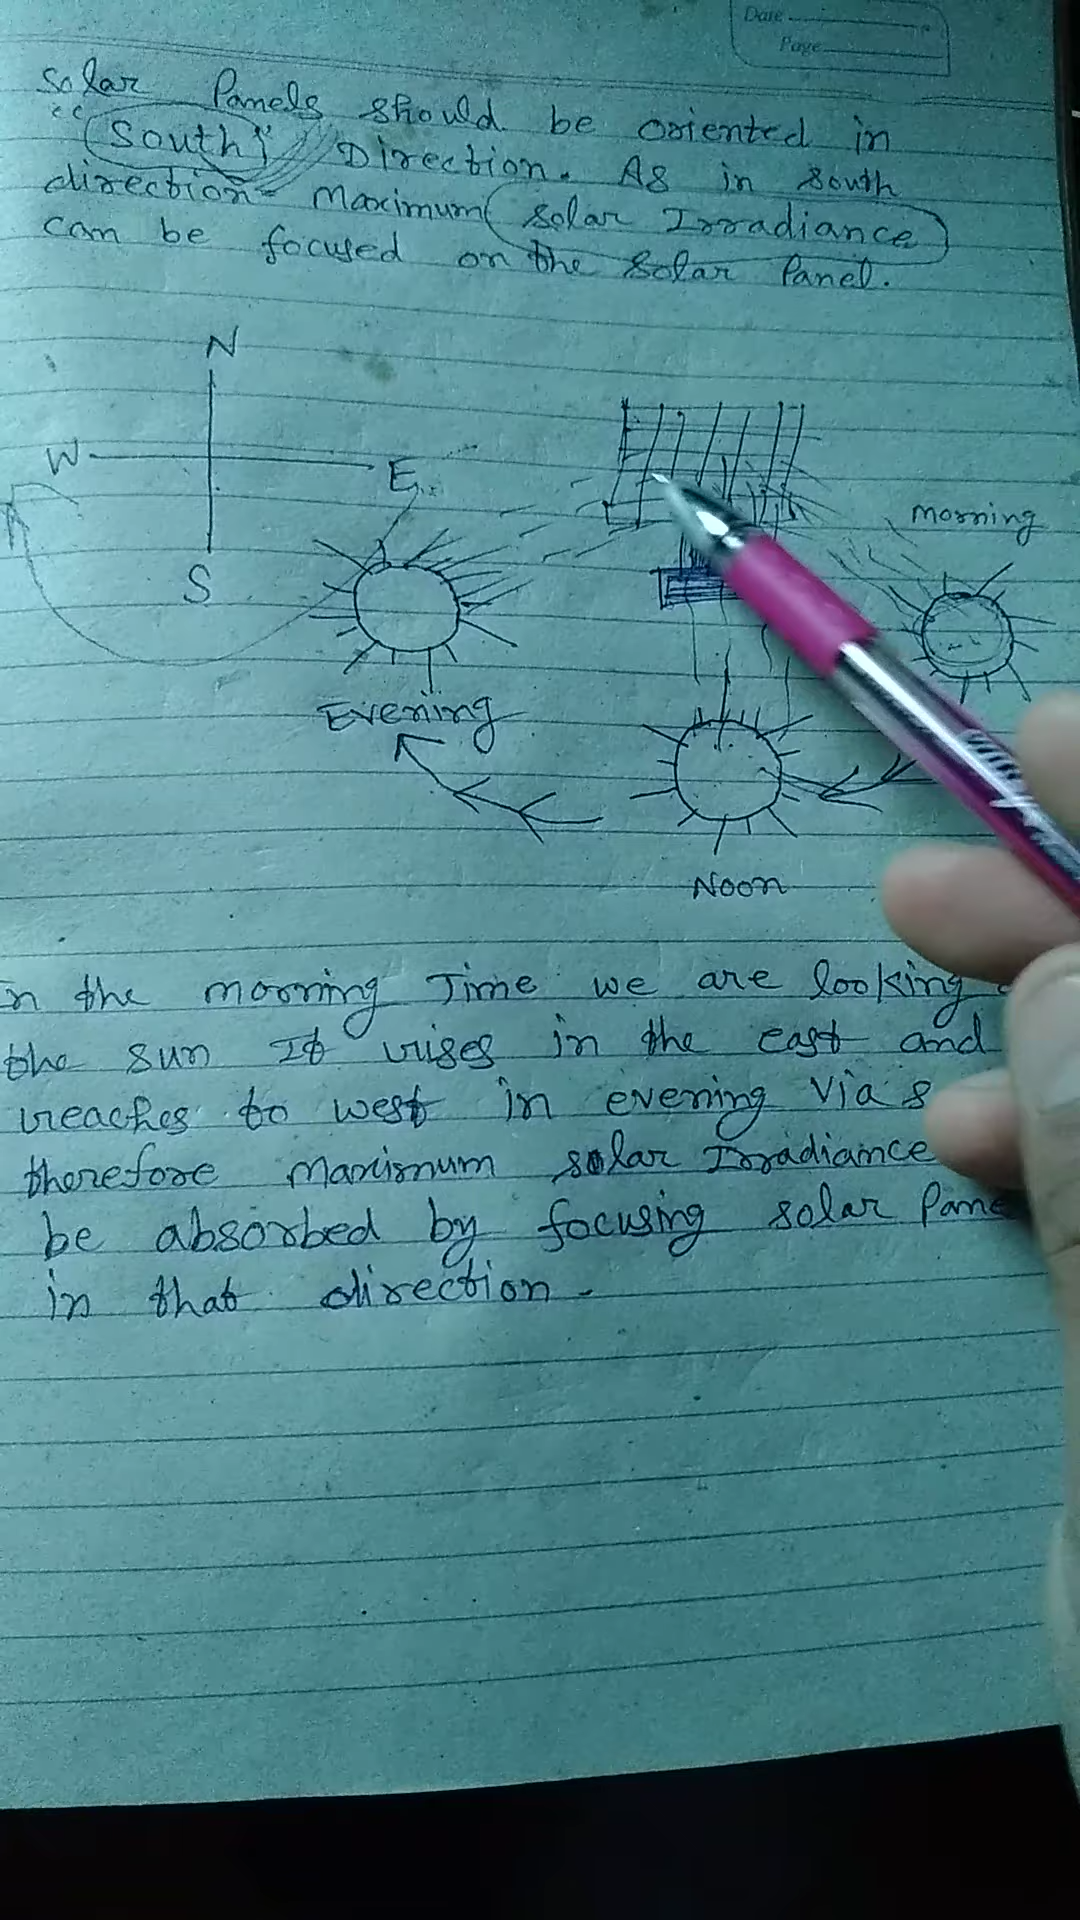 Date
Page
Solar Panels should be oriented in
"South" Direction. As in south
direction maximum solar Irradiance
can be focused on the solar Panel.
N
W
E
S
Morning
Evening
Noon
In the morning Time we are looking
the sun It rises in the east and
reaches to west in evening via
therefore maximum solar Irradiance
be absorbed by focusing solar Pane
in that direction.